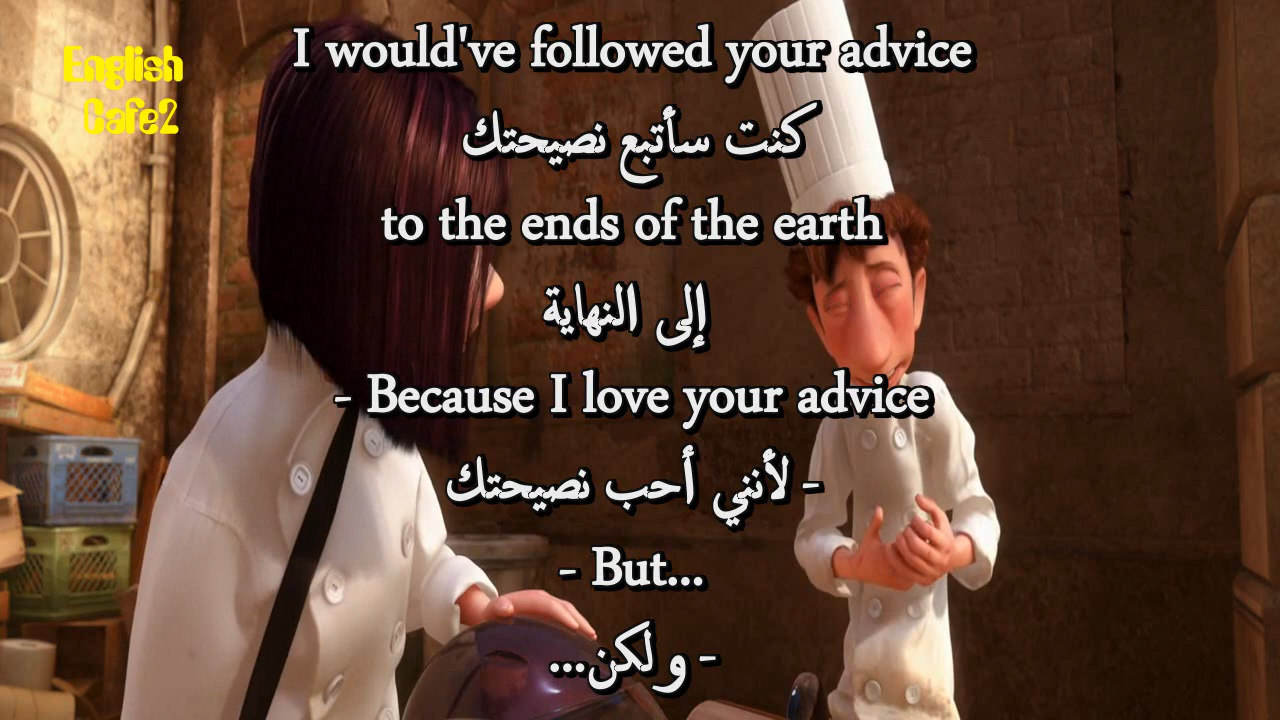 English
Cafe2
I would've followed your advice
كنت سأتبع نصيحتك
to the ends of the earth
إلى النهاية
- Because I love your advice
- لأنني أحب نصيحتك
- But...
- ولكن...